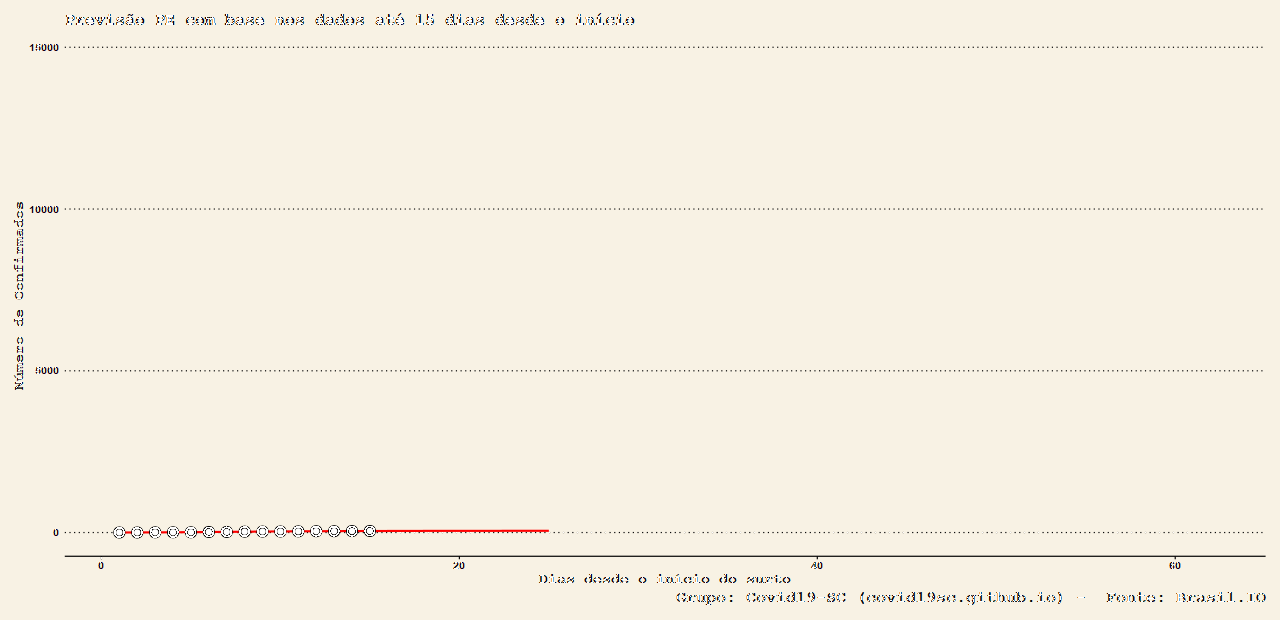 Previsão PE com base nos dados até 15 dias desde o início
15000
10000
5000
0
Número de Confirmados
0 20 40 60
Dias desde o início do surto
Grupo: Covid19-SC (covid19sc.github.io) -- Fonte: Brasil.IO